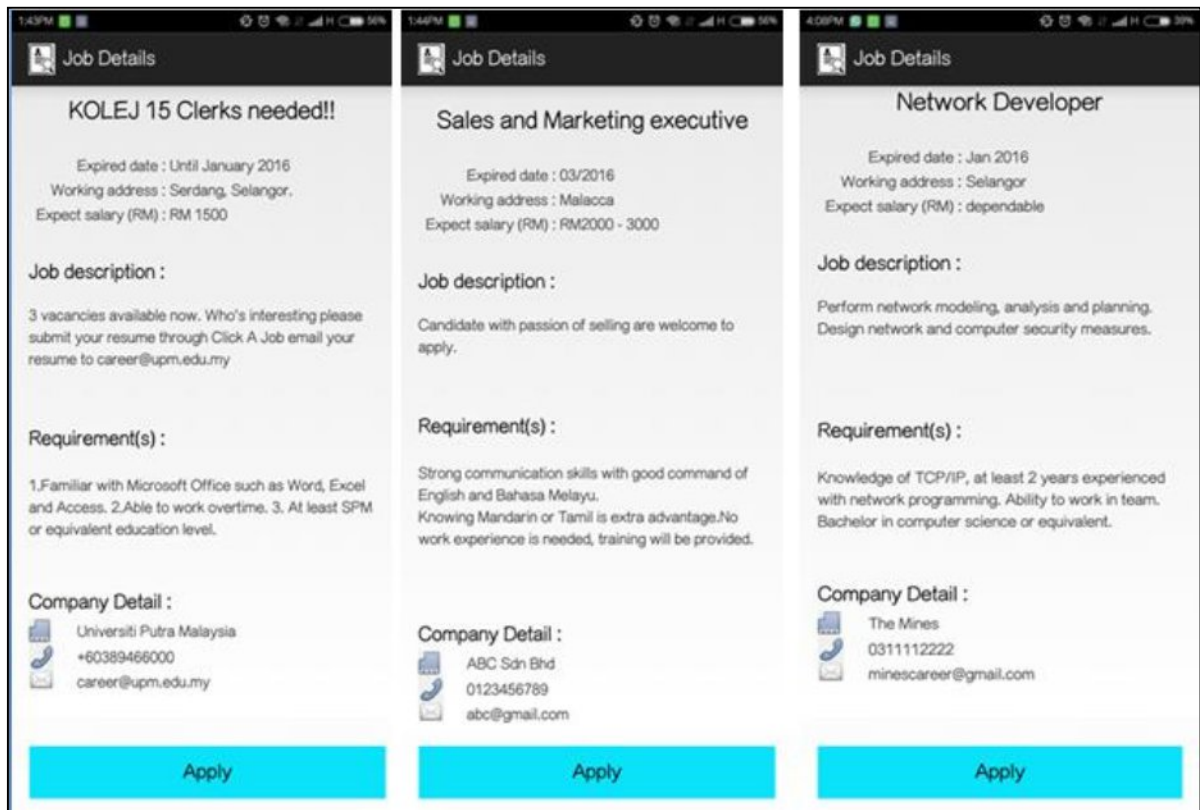 1:43PM
56%
Job Details
KOLEJ 15 Clerks needed!!
Expired date : Until January 2016
Working address : Serdang, Selangor.
Expect salary (RM) : RM 1500
Job description :
3 vacancies available now. Who's interesting please
submit your resume through Click A Job email your
resume to career@upm.edu.my
Requirement(s) :
1.Familiar with Microsoft Office such as Word, Excel
and Access. 2.Able to work overtime. 3. At least SPM
or equivalent education level.
Company Detail :
Universiti Putra Malaysia
+60389466000
career@upm.edu.my
Apply
1:44PM
H
56%
Job Details
Sales and Marketing executive
Expired date : 03/2016
Working address : Malacca
Expect salary (RM) : RM2000 - 3000
Job description :
Candidate with passion of selling are welcome to
apply.
Requirement(s) :
Strong communication skills with good command of
English and Bahasa Melayu.
Knowing Mandarin or Tamil is extra advantage.No
work experience is needed, training will be provided.
Company Detail :
ABC Sdn Bhd
0123456789
abc@gmail.com
Apply
4:08PM
H
39%
Job Details
Network Developer
Expired date : Jan 2016
Working address : Selangor
Expect salary (RM) : dependable
Job description :
Perform network modeling, analysis and planning.
Design network and computer security measures.
Requirement(s) :
Knowledge of TCP/IP, at least 2 years experienced
with network programming. Ability to work in team.
Bachelor in computer science or equivalent.
Company Detail :
The Mines
0311112222
minescareer@gmail.com
Apply